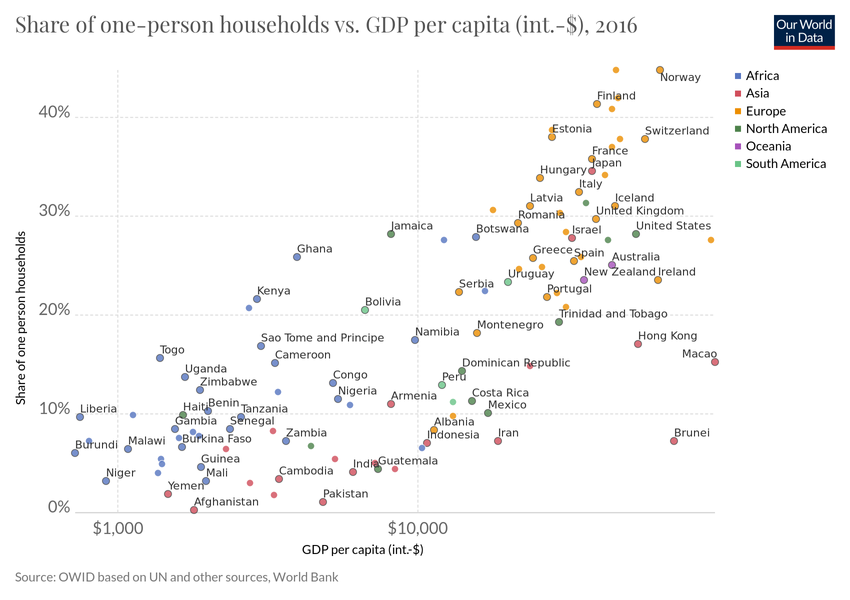 Share of one-person households vs. GDP per capita (int.-$), 2016
Our World
in Data
Africa
Asia
Europe
North America
Oceania
South America
Share of one person households
40%
30%
20%
10%
0%
Norway
Finland
Estonia
Switzerland
France
Japan
Hungary
Italy
Latvia
Iceland
Romania
United Kingdom
Jamaica
Botswana
Israel
United States
Ghana
Greece
Spain
Australia
Uruguay
New Zealand
Ireland
Kenya
Serbia
Portugal
Bolivia
Trinidad and Tobago
Montenegro
Sao Tome and Principe
Namibia
Hong Kong
Togo
Cameroon
Macao
Uganda
Dominican Republic
Zimbabwe
Congo
Peru
Nigeria
Armenia
Costa Rica
Liberia
Haiti
Benin
Tanzania
Mexico
Gambia
Senegal
Albania
Burundi
Malawi
Burkina Faso
Zambia
Indonesia
Iran
Brunei
Guinea
India
Guatemala
Niger
Mali
Cambodia
Yemen
Pakistan
Afghanistan
$1,000
$10,000
GDP per capita (int.-$)
Source: OWID based on UN and other sources, World Bank